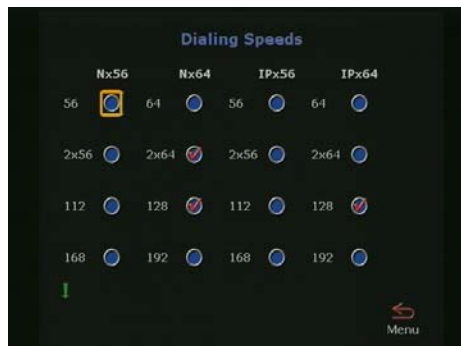 Dialing Speeds
Nx56 Nx64 IPx56 IPx64
56 64 56 64
2x56 2x64 2x56 2x64
112 128 112 128
168 192 168 192
!
Menu